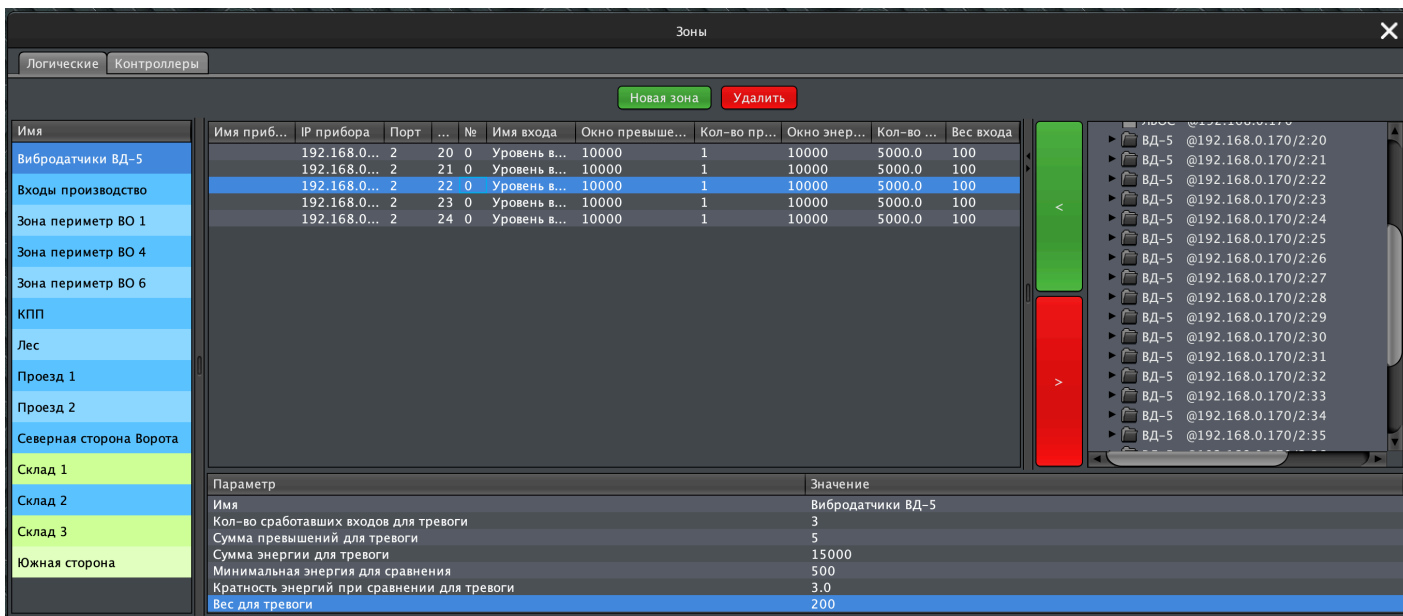 Зоны
Логические Контроллеры
Новая зона Удалить
Имя
Вибродатчики ВД-5
Входы производство
Зона периметр ВО 1
Зона периметр ВО 4
Зона периметр ВО 6
КПП
Лес
Проезд 1
Проезд 2
Северная сторона Ворота
Склад 1
Склад 2
Склад 3
Южная сторона
Имя приб... IP прибора Порт ... № Имя входа Окно превыше... Кол-во пр... Окно энер... Кол-во ... Вес входа
192.168.0... 2 20 0 Уровень в... 10000 1 10000 5000.0 100
192.168.0... 2 21 0 Уровень в... 10000 1 10000 5000.0 100
192.168.0... 2 22 0 Уровень в... 10000 1 10000 5000.0 100
192.168.0... 2 23 0 Уровень в... 10000 1 10000 5000.0 100
192.168.0... 2 24 0 Уровень в... 10000 1 10000 5000.0 100
<
>
ВД-5 @192.168.0.170/2:20
ВД-5 @192.168.0.170/2:21
ВД-5 @192.168.0.170/2:22
ВД-5 @192.168.0.170/2:23
ВД-5 @192.168.0.170/2:24
ВД-5 @192.168.0.170/2:25
ВД-5 @192.168.0.170/2:26
ВД-5 @192.168.0.170/2:27
ВД-5 @192.168.0.170/2:28
ВД-5 @192.168.0.170/2:29
ВД-5 @192.168.0.170/2:30
ВД-5 @192.168.0.170/2:31
ВД-5 @192.168.0.170/2:32
ВД-5 @192.168.0.170/2:33
ВД-5 @192.168.0.170/2:34
ВД-5 @192.168.0.170/2:35
Параметр Значение
Имя Вибродатчики ВД-5
Кол-во сработавших входов для тревоги 3
Сумма превышений для тревоги 5
Сумма энергии для тревоги 15000
Минимальная энергия для сравнения 500
Кратность энергий при сравнении для тревоги 3.0
Вес для тревоги 200